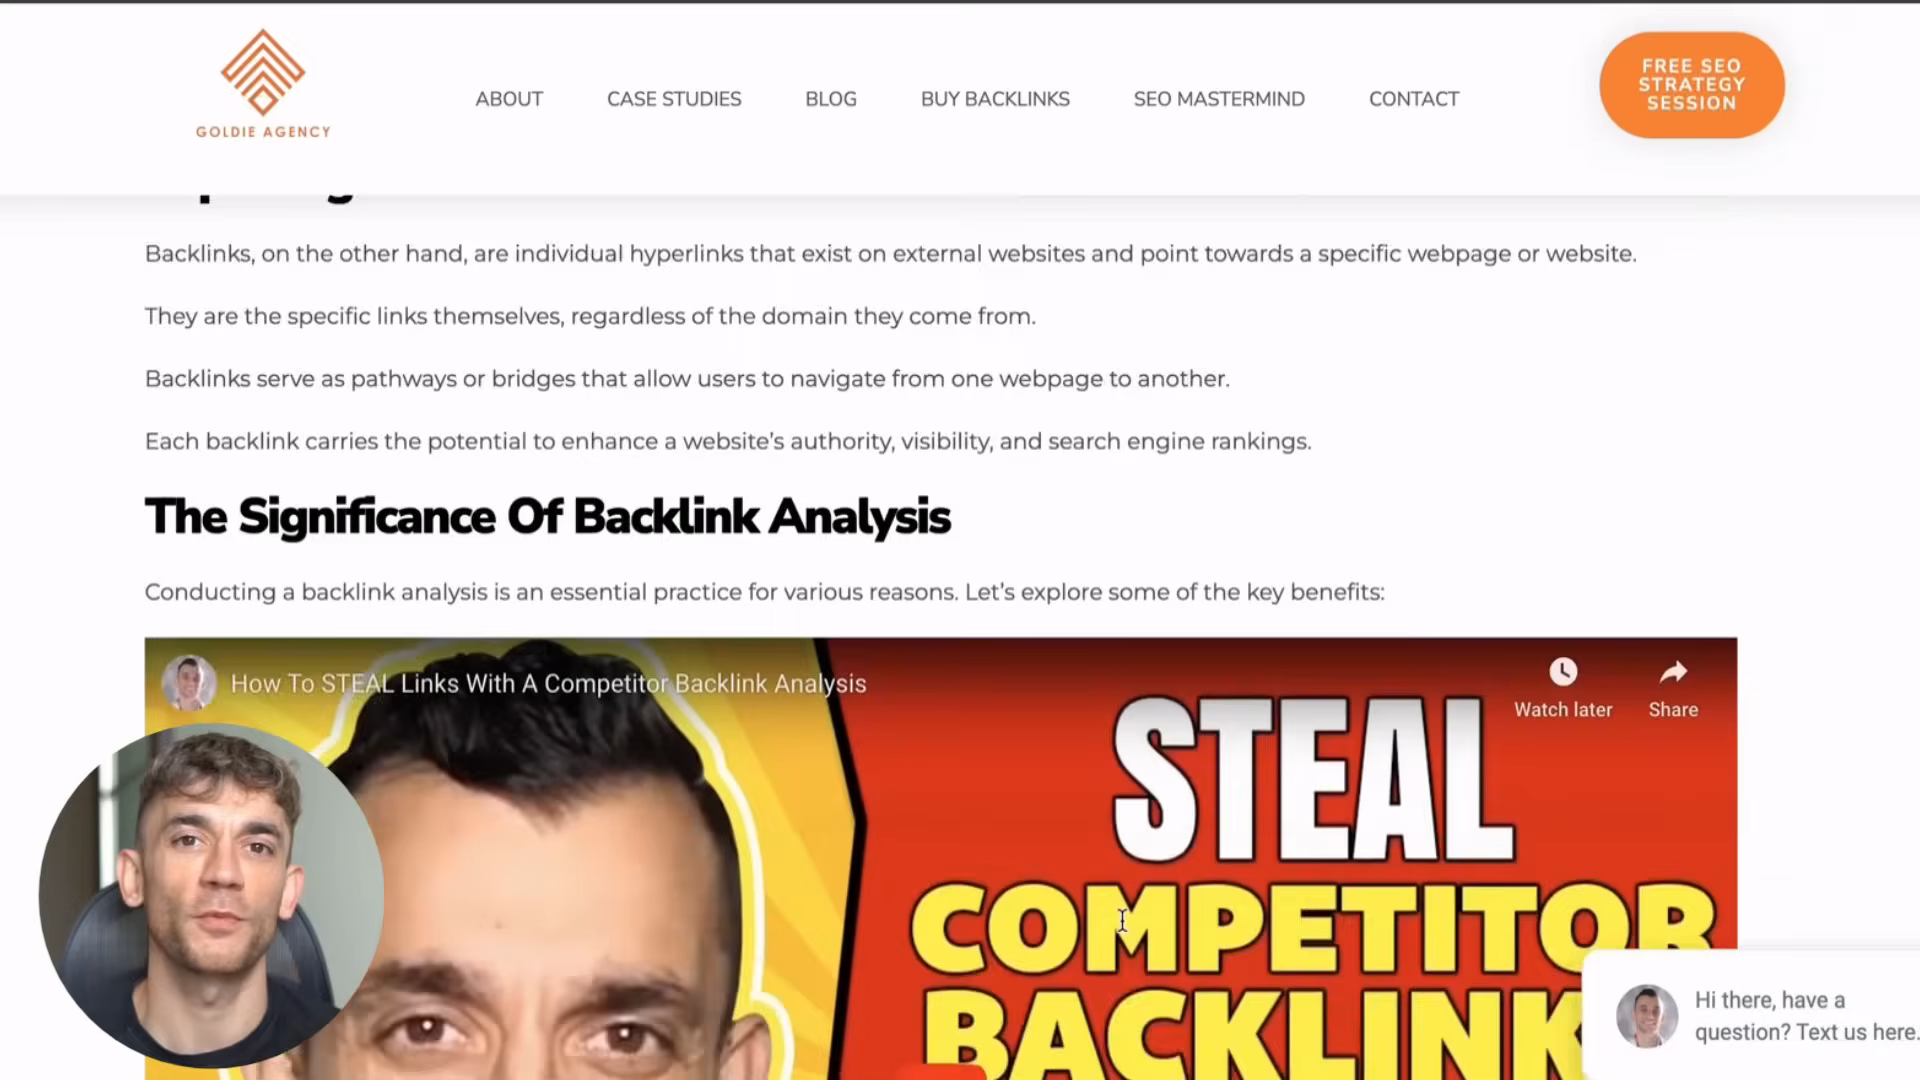 GOLDIE AGENCY
ABOUT
CASE STUDIES
BLOG
BUY BACKLINKS
SEO MASTERMIND
CONTACT
FREE SEO
STRATEGY
SESSION
Backlinks, on the other hand, are individual hyperlinks that exist on external websites and point towards a specific webpage or website.
They are the specific links themselves, regardless of the domain they come from.
Backlinks serve as pathways or bridges that allow users to navigate from one webpage to another.
Each backlink carries the potential to enhance a website's authority, visibility, and search engine rankings.
The Significance Of Backlink Analysis
Conducting a backlink analysis is an essential practice for various reasons. Let's explore some of the key benefits:
How To STEAL Links With A Competitor Backlink Analysis
Watch later
Share
STEAL
COMPETITOR
BACKLINK
Hi there, have a
question? Text us here.